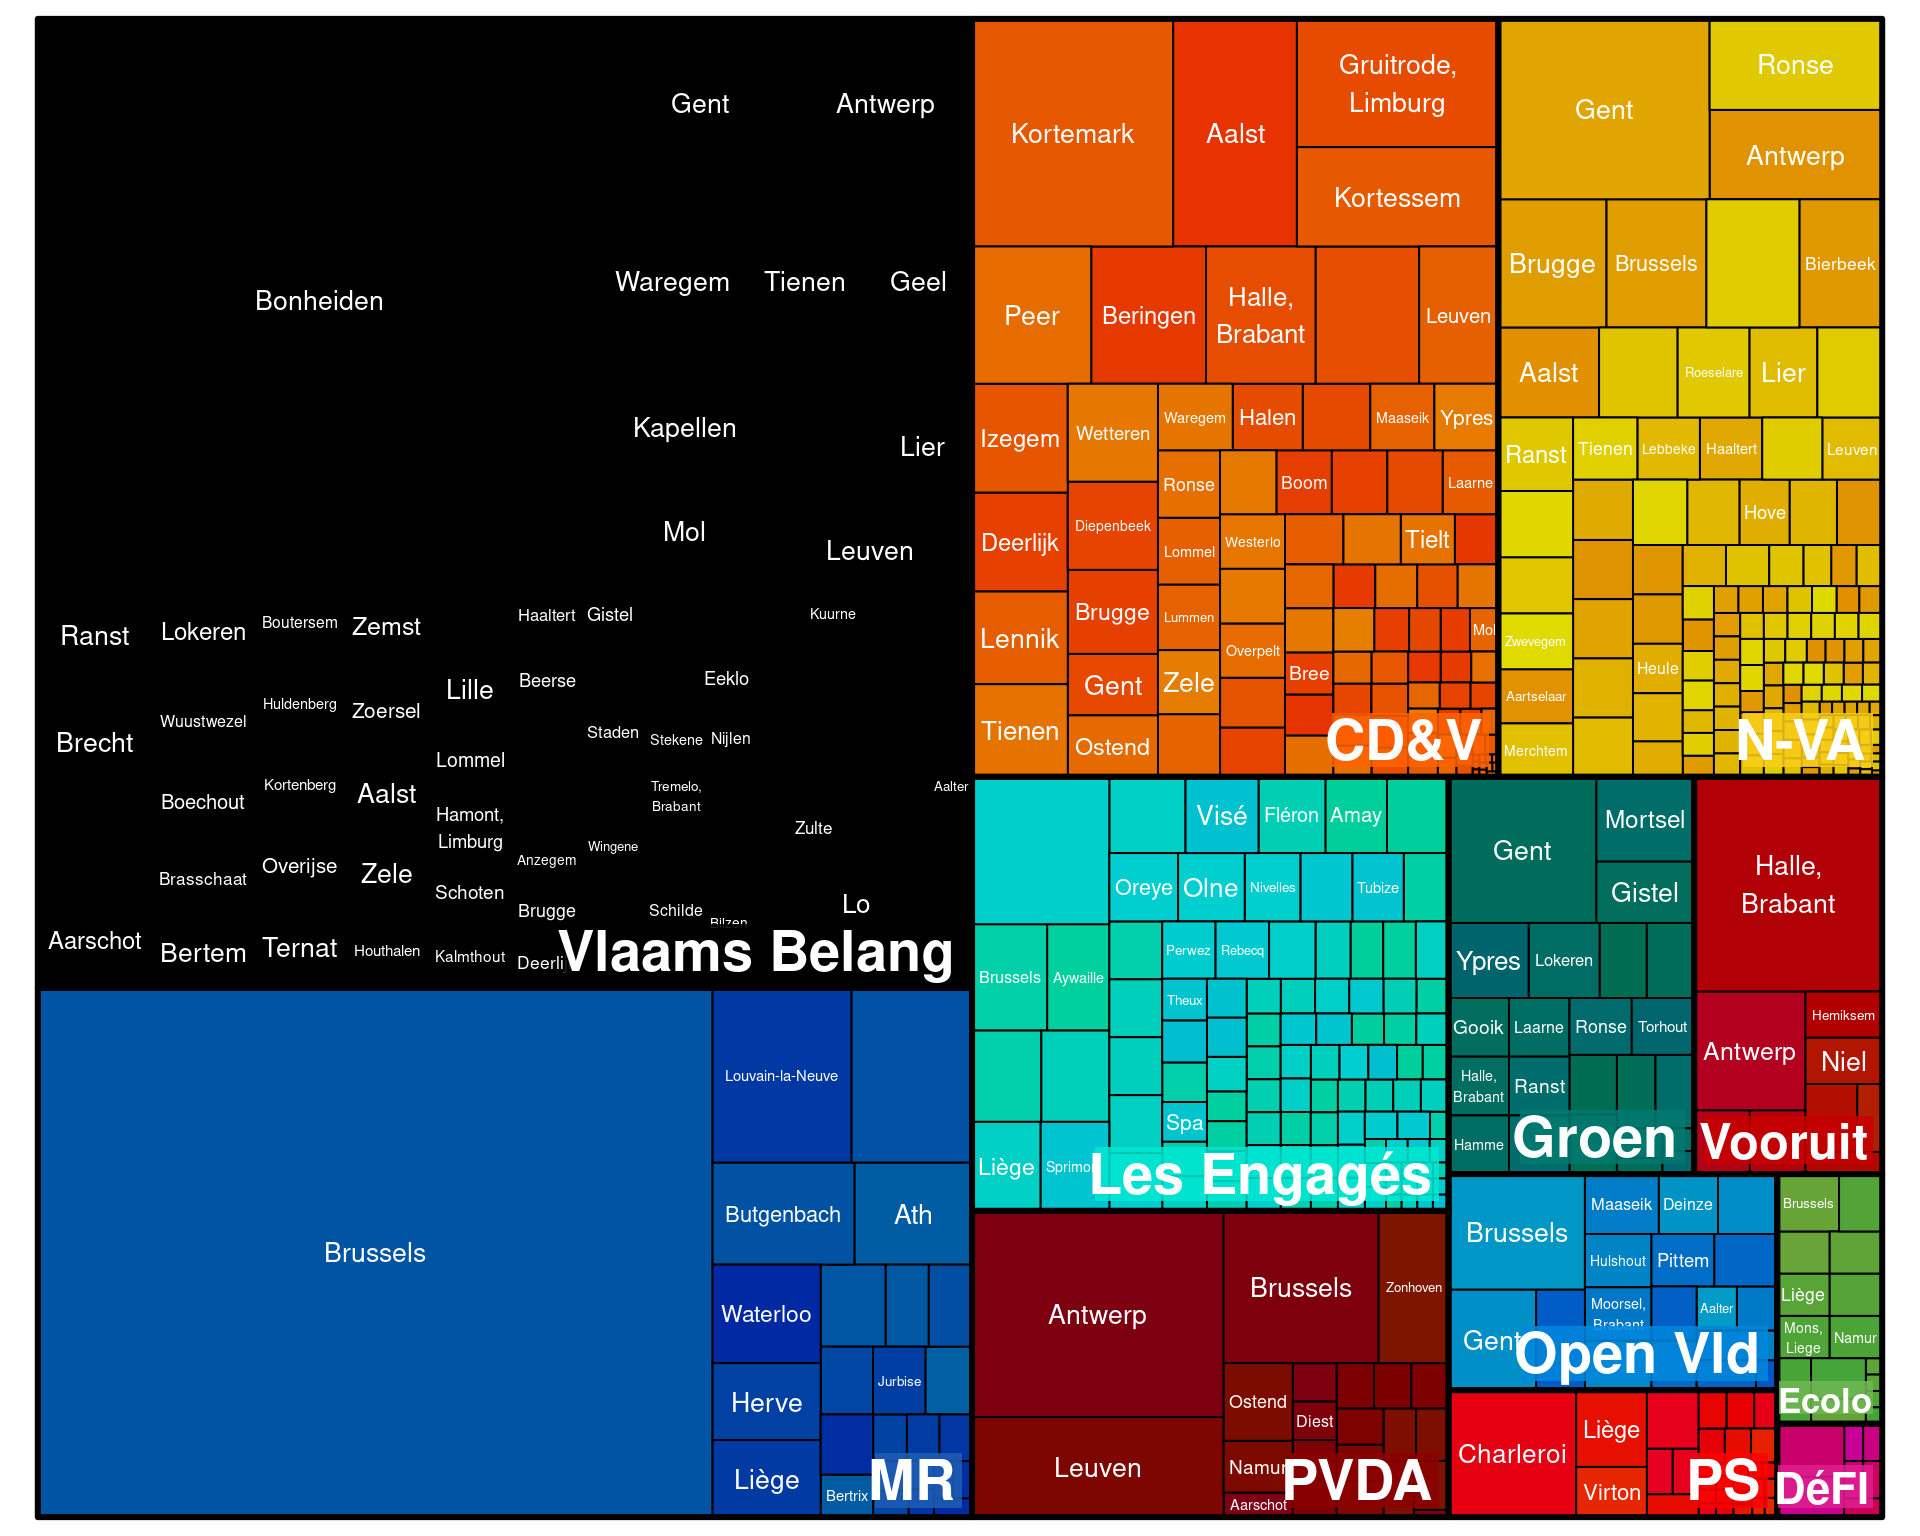 Gent
Antwerp
Bonheiden
Waregem
Tienen
Geel
Kapellen
Lier
Mol
Leuven
Ranst
Lokeren
Boutersem
Zemst
Haaltert
Gistel
Kuurne
Lille
Beerse
Eeklo
Wuustwezel
Huldenberg
Zoersel
Brecht
Staden
Stekene
Nijlen
Lommel
Boechout
Kortenberg
Aalst
Tremelo,
Brabant
Aalter
Hamont,
Limburg
Zulte
Anzegem
Wingene
Brasschaat
Overijse
Zele
Schoten
Brugge
Schilde
Bilzen
Lo
Aarschot
Bertem
Ternat
Houthalen
Kalmthout
Deerlij
Vlaams Belang
Kortemark
Aalst
Gruitrode,
Limburg
Kortessem
Peer
Beringen
Halle,
Brabant
Leuven
Izegem
Wetteren
Waregem
Halen
Maaseik
Ypres
Ronse
Boom
Laarne
Deerlijk
Diepenbeek
Lommel
Westerlo
Tielt
Lennik
Brugge
Lummen
Overpelt
Mol
Gent
Zele
Bree
Tienen
Ostend
CD&V
Gent
Ronse
Antwerp
Brugge
Brussels
Bierbeek
Aalst
Roeselare
Lier
Ranst
Tienen
Lebbeke
Haaltert
Leuven
Hove
Zwevegem
Heule
Aartselaar
Merchtem
N-VA
Visé
Fléron
Amay
Oreye
Olne
Nivelles
Tubize
Brussels
Aywaille
Perwez
Rebecq
Theux
Spa
Liège
Sprimo
Les Engagés
Gent
Mortsel
Gistel
Ypres
Lokeren
Gooik
Laarne
Ronse
Torhout
Halle,
Brabant
Ranst
Hamme
Groen
Halle,
Brabant
Antwerp
Hemiksem
Niel
Vooruit
Brussels
Louvain-la-Neuve
Butgenbach
Ath
Waterloo
Herve
Jurbise
Liège
Bertrix
MR
Antwerp
Brussels
Zonhoven
Leuven
Ostend
Diest
Namur
Aarschot
PVDA
Brussels
Maaseik
Deinze
Hulshout
Pittem
Gent
Moorsel,
Brabant
Aalter
Open Vld
Brussels
Liège
Mons,
Liege
Namur
Ecolo
Charleroi
Liège
Virton
PS
DéFI